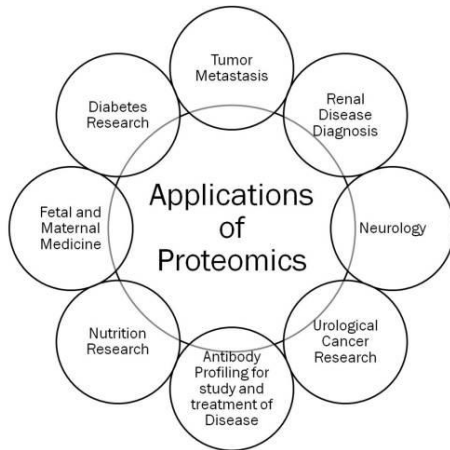 Tumor
Metastasis
Renal
Disease
Diagnosis
Neurology
Urological
Cancer
Research
Antibody
Profiling for
study and
treatment of
Disease
Nutrition
Research
Fetal and
Maternal
Medicine
Diabetes
Research
Applications
of
Proteomics